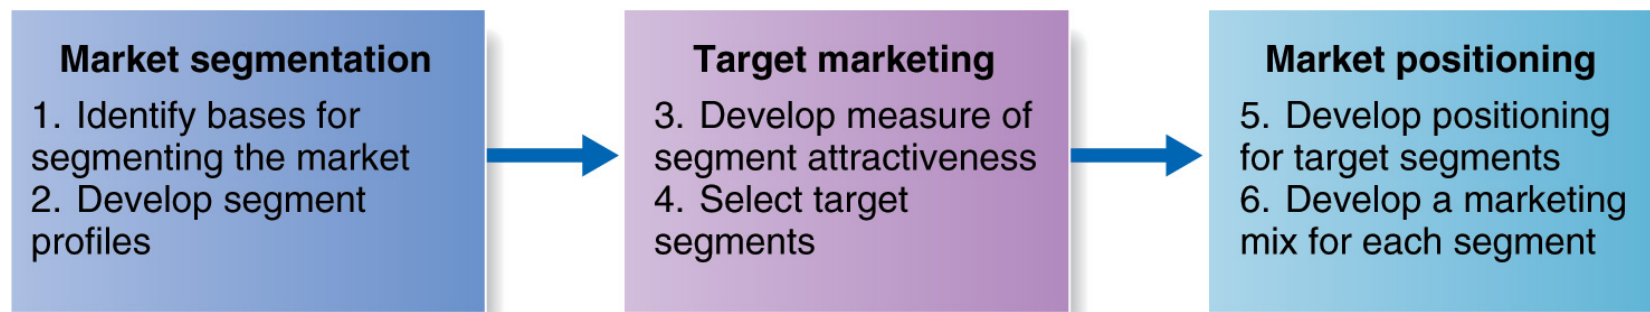 Market segmentation
1. Identify bases for
segmenting the market
2. Develop segment
profiles
Target marketing
3. Develop measure of
segment attractiveness
4. Select target
segments
Market positioning
5. Develop positioning
for target segments
6. Develop a marketing
mix for each segment